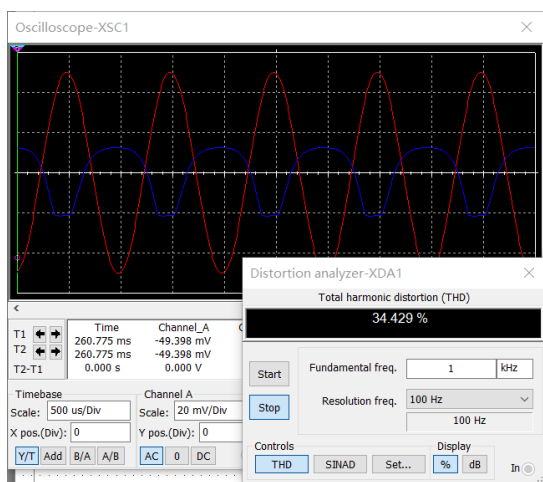 Oscilloscope-XSC1
Time Channel_A
T1 260.775 ms -49.398 mV
T2 260.775 ms -49.398 mV
T2-T1 0.000 s 0.000 V
Timebase
Scale: 500 us/Div
X pos.(Div): 0
Y/T Add B/A A/B
Channel A
Scale: 20 mV/Div
Y pos.(Div): 0
AC 0 DC
Distortion analyzer-XDA1
Total harmonic distortion (THD)
34.429 %
Start
Stop
Fundamental freq. 1 kHz
Resolution freq. 100 Hz
100 Hz
Controls
THD SINAD Set...
Display
% dB
In